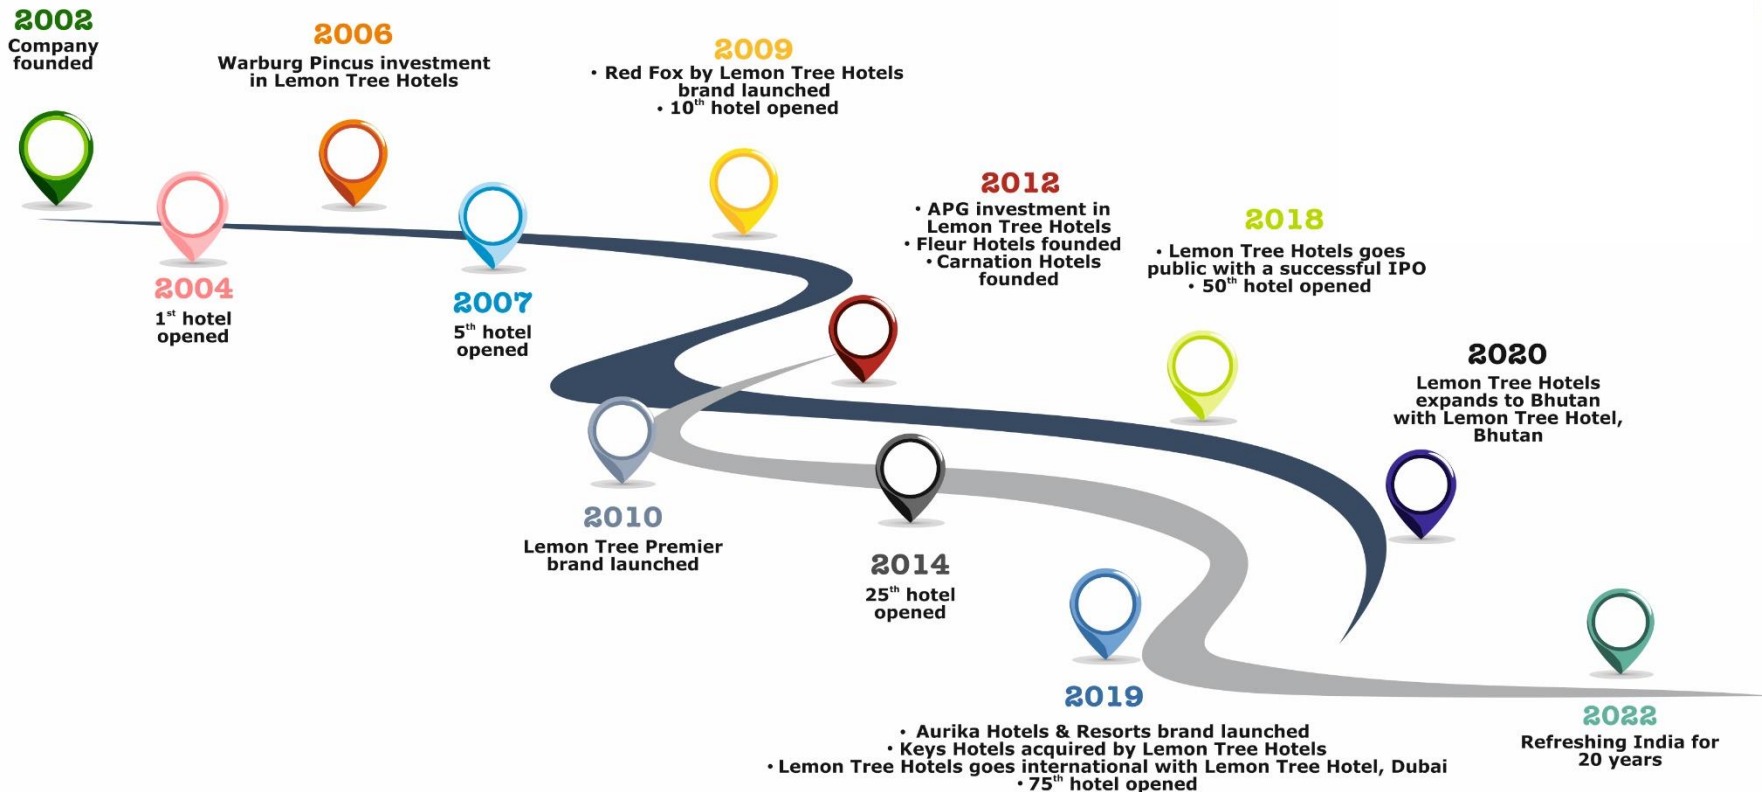 2002
Company
founded
2004
1st hotel
opened
2006
Warburg Pincus investment
in Lemon Tree Hotels
2007
5th hotel
opened
2009
• Red Fox by Lemon Tree Hotels
brand launched
• 10th hotel opened
2010
Lemon Tree Premier
brand launched
2012
• APG investment in
Lemon Tree Hotels
• Fleur Hotels founded
• Carnation Hotels
founded
2014
25th hotel
opened
2018
• Lemon Tree Hotels goes
public with a successful IPO
• 50th hotel opened
2019
• Aurika Hotels & Resorts brand launched
• Keys Hotels acquired by Lemon Tree Hotels
• Lemon Tree Hotels goes international with Lemon Tree Hotel, Dubai
• 75th hotel opened
2020
Lemon Tree Hotels
expands to Bhutan
with Lemon Tree Hotel,
Bhutan
2022
Refreshing India for
20 years